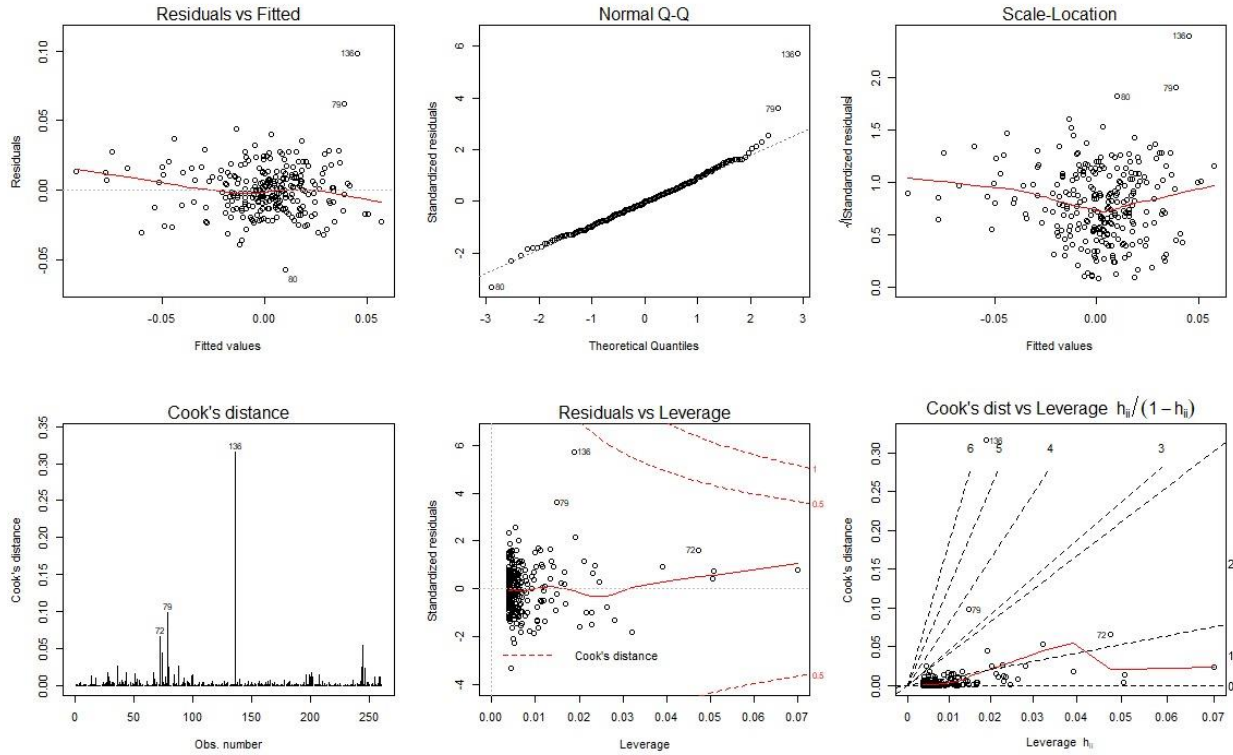 Residuals vs Fitted
Residuals
0.10
0.05
0.00
-0.05
136
79
80
-0.05 0.00 0.05
Fitted values
Normal Q-Q
Standardized residuals
6
4
2
0
-2
136
79
80
-3 -2 -1 0 1 2 3
Theoretical Quantiles
Scale-Location
√|Standardized residuals|
2.0
1.5
1.0
0.5
0.0
136
79
80
-0.05 0.00 0.05
Fitted values
Cook's distance
Cook's distance
0.35
0.30
0.25
0.20
0.15
0.10
0.05
0.00
136
79
72
0 50 100 150 200 250
Obs. number
Residuals vs Leverage
Standardized residuals
6
4
2
0
-2
-4
136
79
72
1
0.5
0.5
Cook's distance
0.00 0.01 0.02 0.03 0.04 0.05 0.06 0.07
Leverage
Cook's dist vs Leverage hii/(1−hii)
Cook's distance
0.30
0.25
0.20
0.15
0.10
0.05
0.00
136
6 5 4 3
2
79
72
1
0
0 0.01 0.02 0.03 0.04 0.05 0.06 0.07
Leverage hii